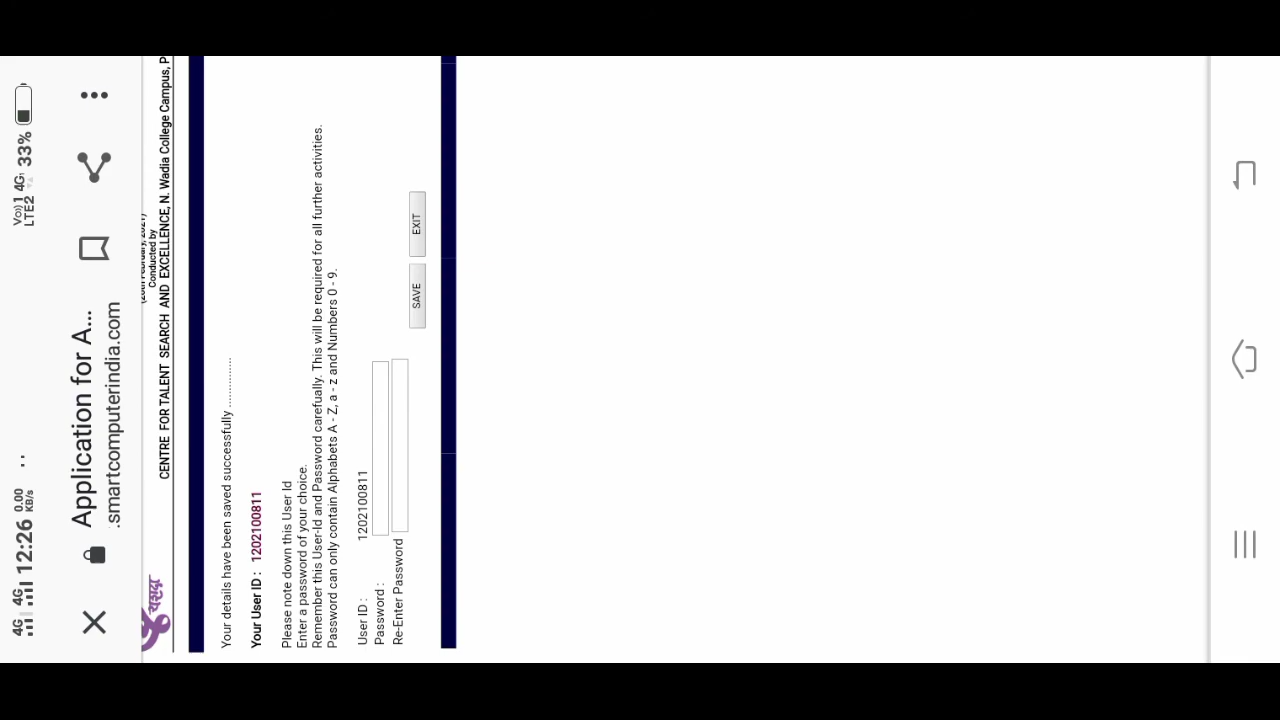 4G 4G 12:26 0.00 KB/s .. Vo)) 1 4G LTE2 33%
Application for A...
.smartcomputerindia.com
यशदा
Conducted by
CENTRE FOR TALENT SEARCH AND EXCELLENCE, N. Wadia College Campus, P
Your details have been saved successfully ...............
Your User ID : 1202100811
Please note down this User Id
Enter a password of your choice.
Remember this User-Id and Password carefually. This will be required for all further activities.
Password can only contain Alphabets A - Z, a - z and Numbers 0 - 9.
User ID : 1202100811
Password :
Re-Enter Password
SAVE EXIT